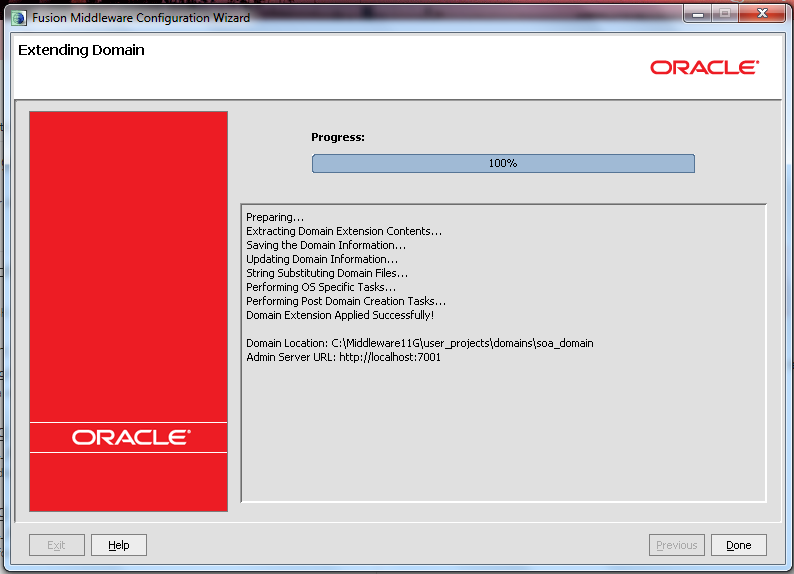 Fusion Middleware Configuration Wizard
Extending Domain
ORACLE
Progress:
100%
Preparing...
Extracting Domain Extension Contents...
Saving the Domain Information...
Updating Domain Information...
String Substituting Domain Files...
Performing OS Specific Tasks...
Performing Post Domain Creation Tasks...
Domain Extension Applied Successfully!
Domain Location: C:\Middleware11G\user_projects\domains\soa_domain
Admin Server URL: http://localhost:7001
ORACLE
Exit Help Previous Done